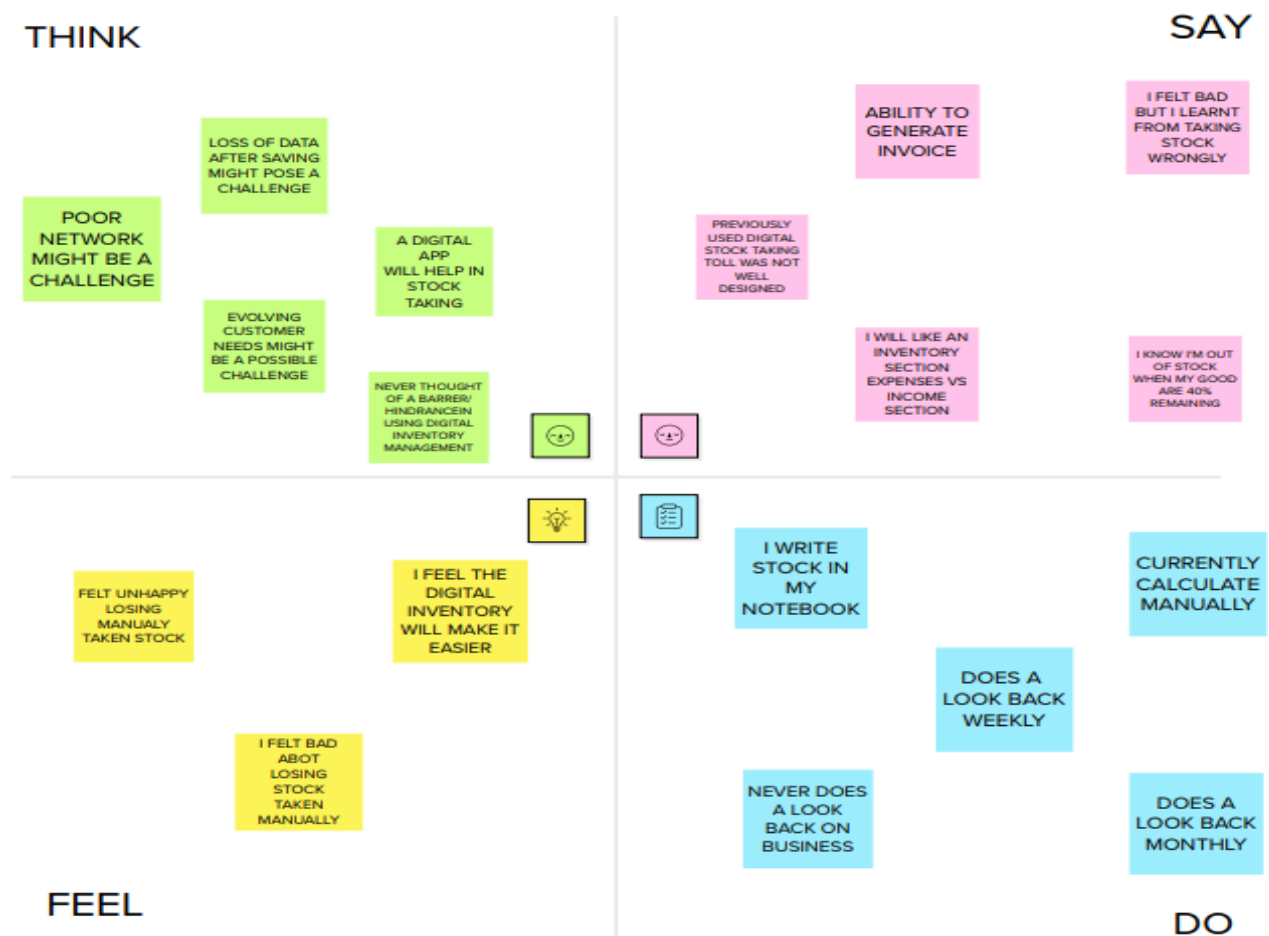 THINK
LOSS OF DATA
AFTER SAVING
MIGHT POSE A
CHALLENGE
POOR
NETWORK
MIGHT BE A
CHALLENGE
A DIGITAL
APP
WILL HELP IN
STOCK
TAKING
EVOLVING
CUSTOMER
NEEDS MIGHT
BE A POSSIBLE
CHALLENGE
NEVER THOUGHT
OF A BARRER/
HINDRANCEIN
USING DIGITAL
INVENTORY
MANAGEMENT
SAY
ABILITY TO
GENERATE
INVOICE
I FELT BAD
BUT I LEARNT
FROM TAKING
STOCK
WRONGLY
PREVIOUSLY
USED DIGITAL
STOCK TAKING
TOLL WAS NOT
WELL
DESIGNED
I WILL LIKE AN
INVENTORY
SECTION
EXPENSES VS
INCOME
SECTION
I KNOW I'M OUT
OF STOCK
WHEN MY GOOD
ARE 40%
REMAINING
FELT UNHAPPY
LOSING
MANUALY
TAKEN STOCK
I FEEL THE
DIGITAL
INVENTORY
WILL MAKE IT
EASIER
I FELT BAD
ABOT
LOSING
STOCK
TAKEN
MANUALLY
FEEL
I WRITE
STOCK IN
MY
NOTEBOOK
CURRENTLY
CALCULATE
MANUALLY
DOES A
LOOK BACK
WEEKLY
NEVER DOES
A LOOK
BACK ON
BUSINESS
DOES A
LOOK BACK
MONTHLY
DO